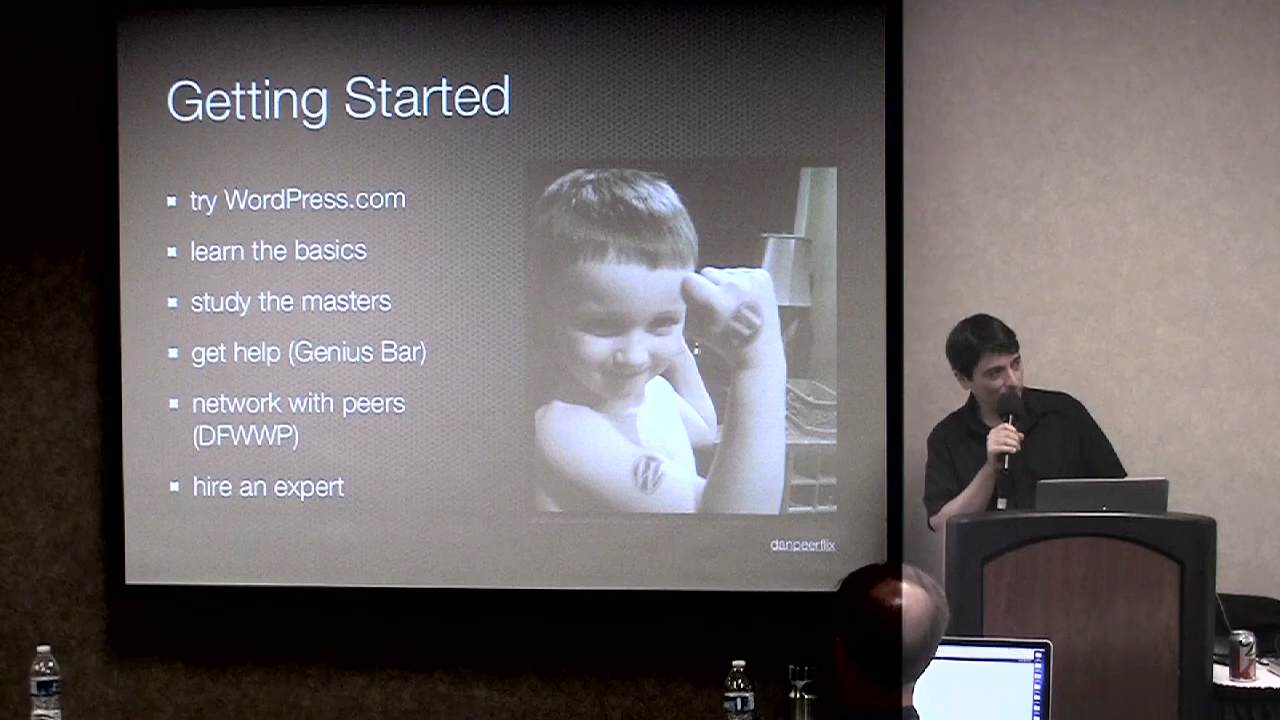 Getting Started
try WordPress.com
learn the basics
study the masters
get help (Genius Bar)
network with peers
(DFWWP)
hire an expert
danpeerflix